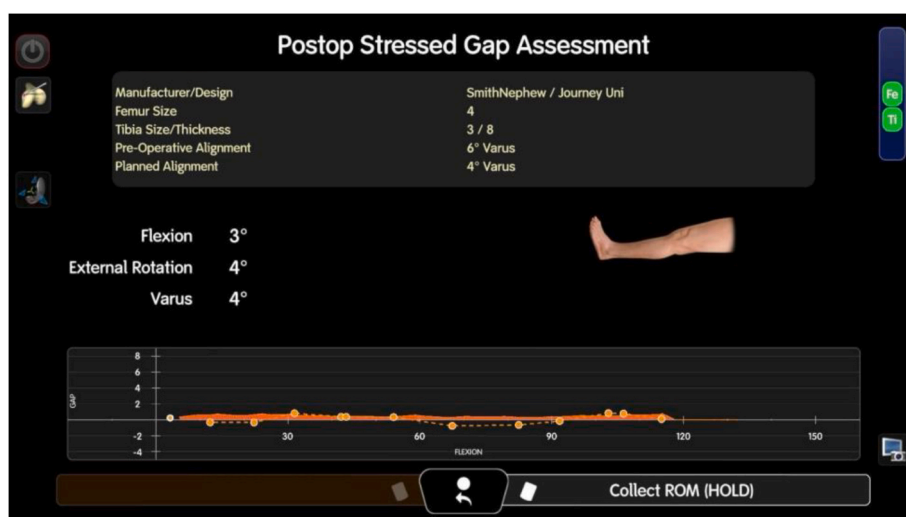 Postop Stressed Gap Assessment
Manufacturer/Design SmithNephew / Journey Uni
Femur Size 4
Tibia Size/Thickness 3 / 8
Pre-Operative Alignment 6° Varus
Planned Alignment 4° Varus
Fe
Ti
Flexion 3°
External Rotation 4°
Varus 4°
8
6
4
2
-2
-4
GAP
30 60 90 120 150
FLEXION
Collect ROM (HOLD)